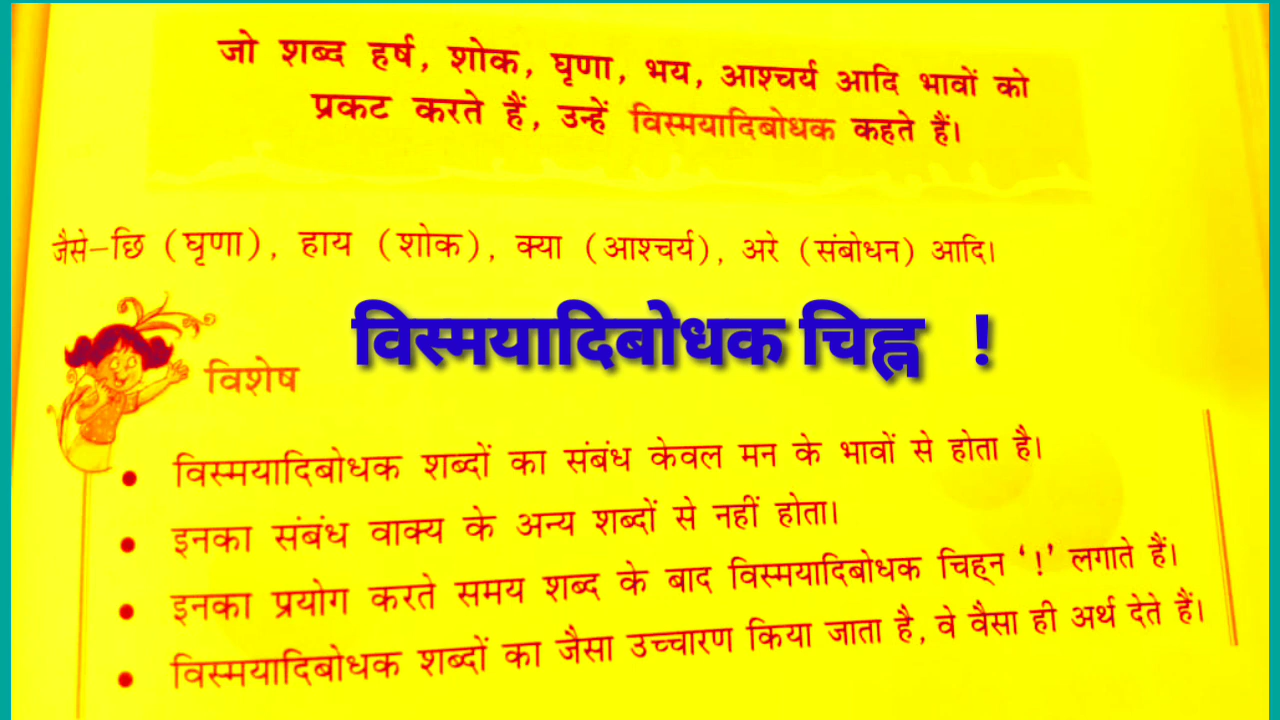 जो शब्द हर्ष, शोक, घृणा, भय, आश्चर्य आदि भावों को
प्रकट करते हैं, उन्हें विस्मयादिबोधक कहते हैं।
जैसे–छि (घृणा), हाय (शोक), क्या (आश्चर्य), अरे (संबोधन) आदि।
विस्मयादिबोधक चिह्न !
विशेष
• विस्मयादिबोधक शब्दों का संबंध केवल मन के भावों से होता है।
• इनका संबंध वाक्य के अन्य शब्दों से नहीं होता।
• इनका प्रयोग करते समय शब्द के बाद विस्मयादिबोधक चिह्‌न ‘!’ लगाते हैं।
• विस्मयादिबोधक शब्दों का जैसा उच्चारण किया जाता है, वे वैसा ही अर्थ देते हैं।